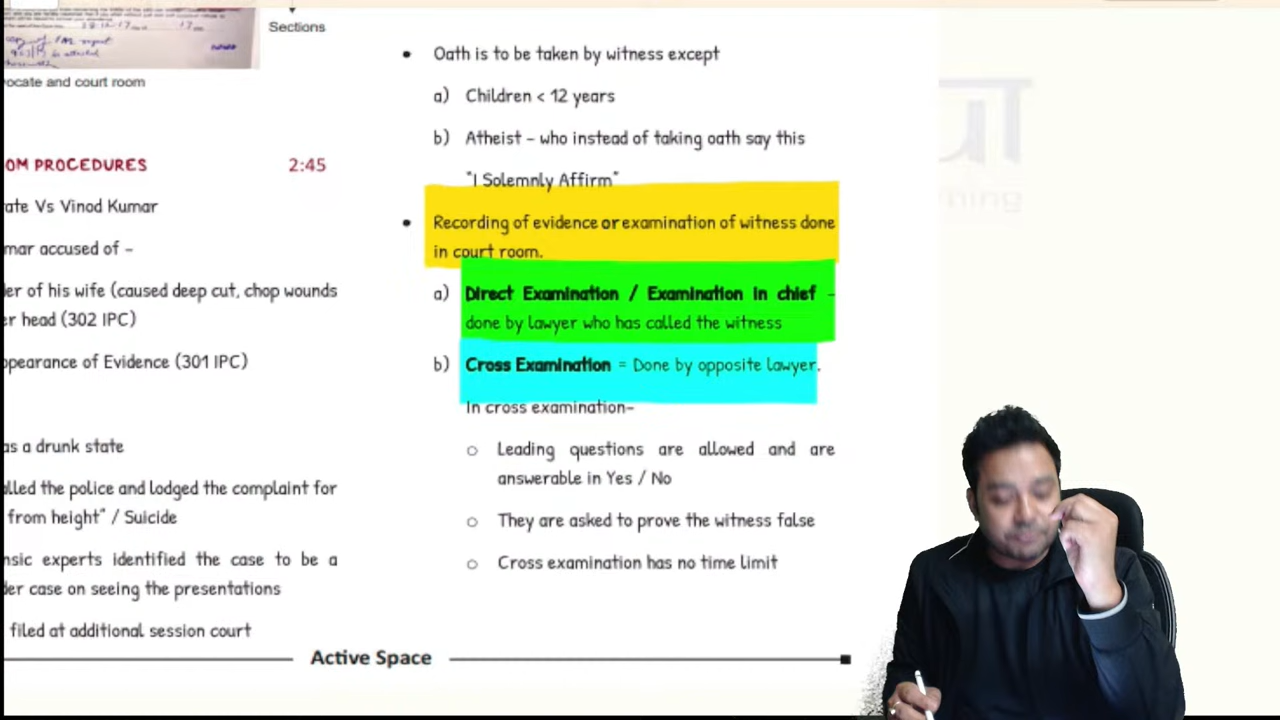 Sections
ocate and court room
OM PROCEDURES 2:45
ate Vs Vinod Kumar
mar accused of –
er of his wife (caused deep cut, chop wounds
er head (302 IPC)
ppearance of Evidence (301 IPC)
as a drunk state
lled the police and lodged the complaint for
from height" / Suicide
nsic experts identified the case to be a
der case on seeing the presentations
filed at additional session court
• Oath is to be taken by witness except
a) Children < 12 years
b) Atheist – who instead of taking oath say this
"I Solemnly Affirm"
• Recording of evidence or examination of witness done
in court room.
a) Direct Examination / Examination in chief –
done by lawyer who has called the witness
b) Cross Examination = Done by opposite lawyer.
In cross examination–
○ Leading questions are allowed and are
answerable in Yes / No
○ They are asked to prove the witness false
○ Cross examination has no time limit
Active Space